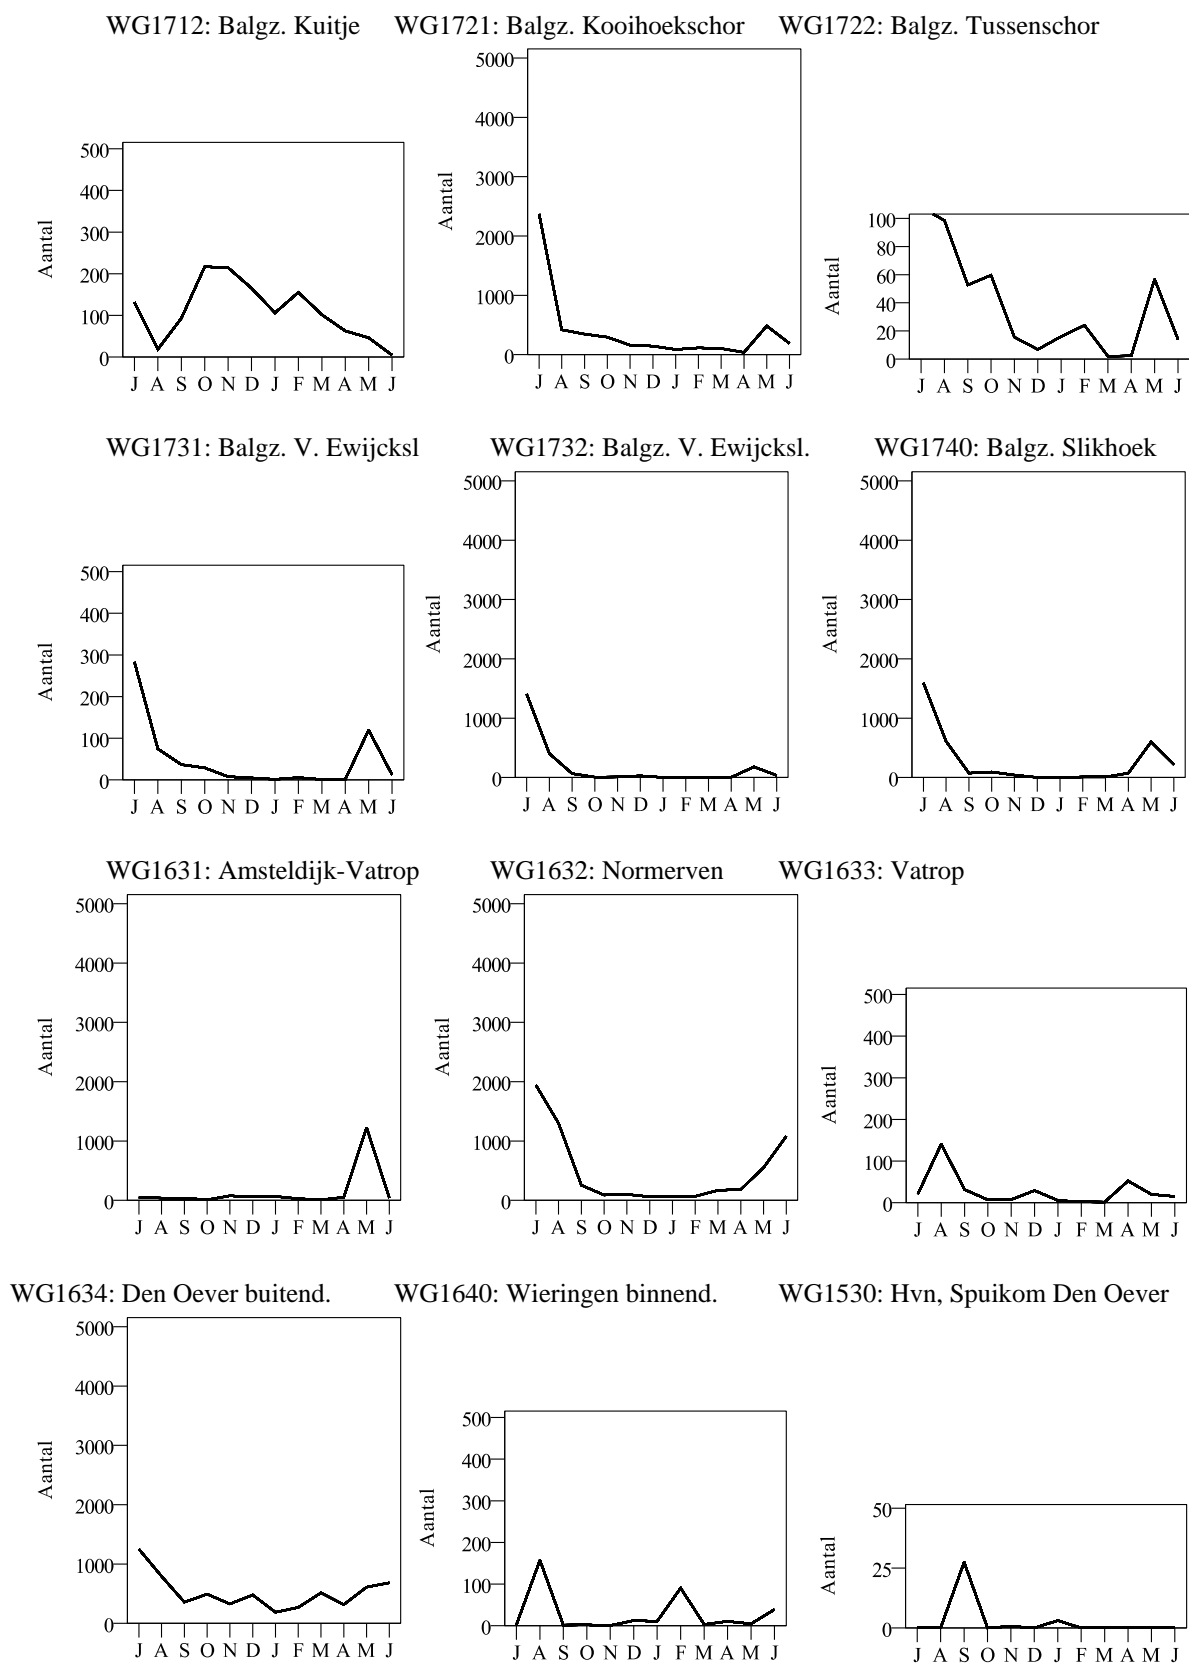 WG1712: Balgz. Kuitje WG1721: Balgz. Kooihoekschor WG1722: Balgz. Tussenschor
Aantal
500
400
300
200
100
0
J A S O N D J F M A M J
Aantal
5000
4000
3000
2000
1000
0
J A S O N D J F M A M J
Aantal
100
80
60
40
20
0
J A S O N D J F M A M J
WG1731: Balgz. V. Ewijcksl WG1732: Balgz. V. Ewijcksl. WG1740: Balgz. Slikhoek
Aantal
500
400
300
200
100
0
J A S O N D J F M A M J
Aantal
5000
4000
3000
2000
1000
0
J A S O N D J F M A M J
Aantal
5000
4000
3000
2000
1000
0
J A S O N D J F M A M J
WG1631: Amsteldijk-Vatrop WG1632: Normerven WG1633: Vatrop
Aantal
5000
4000
3000
2000
1000
0
J A S O N D J F M A M J
Aantal
5000
4000
3000
2000
1000
0
J A S O N D J F M A M J
Aantal
500
400
300
200
100
0
J A S O N D J F M A M J
WG1634: Den Oever buitend. WG1640: Wieringen binnend. WG1530: Hvn, Spuikom Den Oever
Aantal
5000
4000
3000
2000
1000
0
J A S O N D J F M A M J
Aantal
500
400
300
200
100
0
J A S O N D J F M A M J
Aantal
50
25
0
J A S O N D J F M A M J